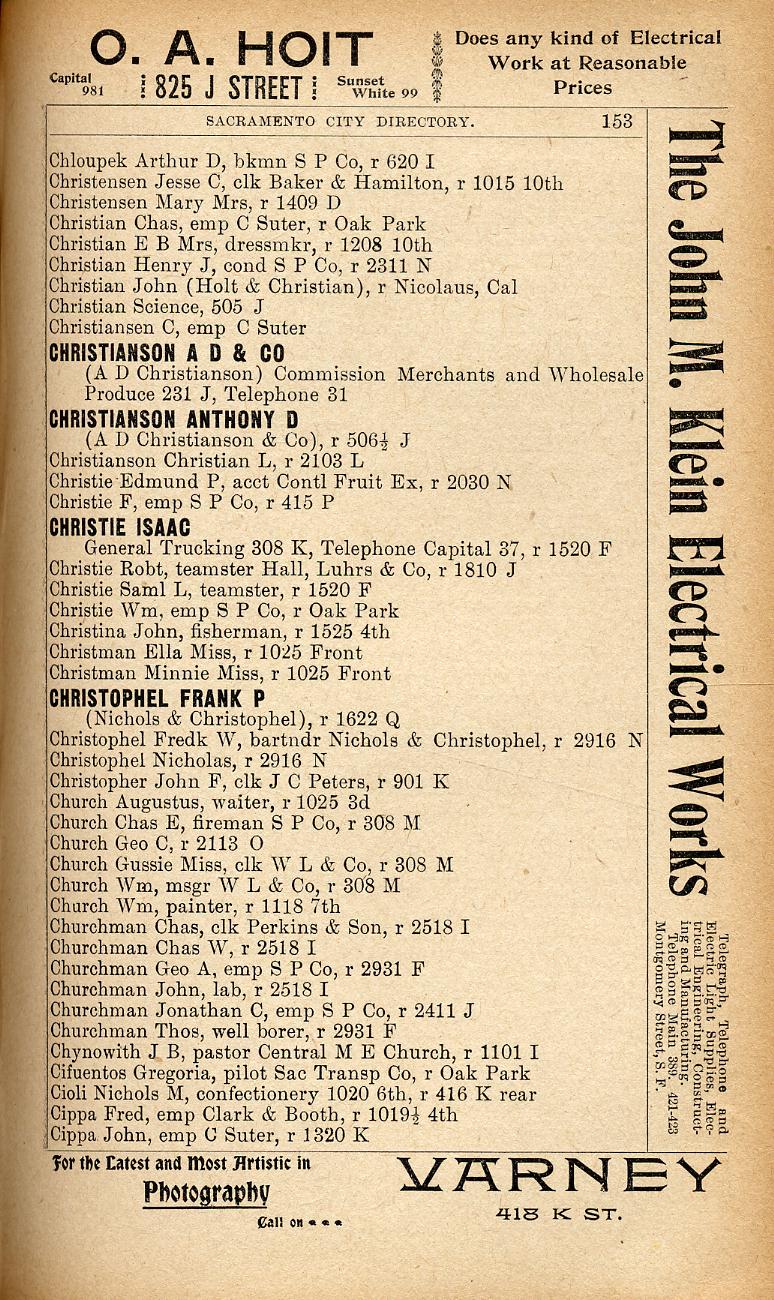 O. A. HOIT
Capital 981
825 J STREET
Sunset White 99
Does any kind of Electrical
Work at Reasonable
Prices
SACRAMENTO CITY DIRECTORY. 153
Chloupek Arthur D, bkmn S P Co, r 620 I
Christensen Jesse C, clk Baker & Hamilton, r 1015 10th
Christensen Mary Mrs, r 1409 D
Christian Chas, emp C Suter, r Oak Park
Christian E B Mrs, dressmkr, r 1208 10th
Christian Henry J, cond S P Co, r 2311 N
Christian John (Holt & Christian), r Nicolaus, Cal
Christian Science, 505 J
Christiansen C, emp C Suter
CHRISTIANSON A D & CO
(A D Christianson) Commission Merchants and Wholesale
Produce 231 J, Telephone 31
CHRISTIANSON ANTHONY D
(A D Christianson & Co), r 506½ J
Christianson Christian L, r 2103 L
Christie Edmund P, acct Contl Fruit Ex, r 2030 N
Christie F, emp S P Co, r 415 P
CHRISTIE ISAAC
General Trucking 308 K, Telephone Capital 37, r 1520 F
Christie Robt, teamster Hall, Luhrs & Co, r 1810 J
Christie Saml L, teamster, r 1520 F
Christie Wm, emp S P Co, r Oak Park
Christina John, fisherman, r 1525 4th
Christman Ella Miss, r 1025 Front
Christman Minnie Miss, r 1025 Front
CHRISTOPHEL FRANK P
(Nichols & Christophel), r 1622 Q
Christophel Fredk W, bartndr Nichols & Christophel, r 2916 N
Christophel Nicholas, r 2916 N
Christopher John F, clk J C Peters, r 901 K
Church Augustus, waiter, r 1025 3d
Church Chas E, fireman S P Co, r 308 M
Church Geo C, r 2113 O
Church Gussie Miss, clk W L & Co, r 308 M
Church Wm, msgr W L & Co, r 308 M
Church Wm, painter, r 1118 7th
Churchman Chas, clk Perkins & Son, r 2518 I
Churchman Chas W, r 2518 I
Churchman Geo A, emp S P Co, r 2931 F
Churchman John, lab, r 2518 I
Churchman Jonathan C, emp S P Co, r 2411 J
Churchman Thos, well borer, r 2931 F
Chynowith J B, pastor Central M E Church, r 1101 I
Cifuentos Gregoria, pilot Sac Transp Co, r Oak Park
Cioli Nichols M, confectionery 1020 6th, r 416 K rear
Cippa Fred, emp Clark & Booth, r 1019½ 4th
Cippa John, emp C Suter, r 1320 K
The John M. Klein Electrical Works
Telegraph, Telephone and
Electric Light Supplies, Elec-
trical Engineering, Construct-
ing and Manufacturing.
Telephone Main 389. 421-423
Montgomery Street, S. F.
For the Latest and Most Artistic in
Photography
Call on
VARNEY
418 K ST.